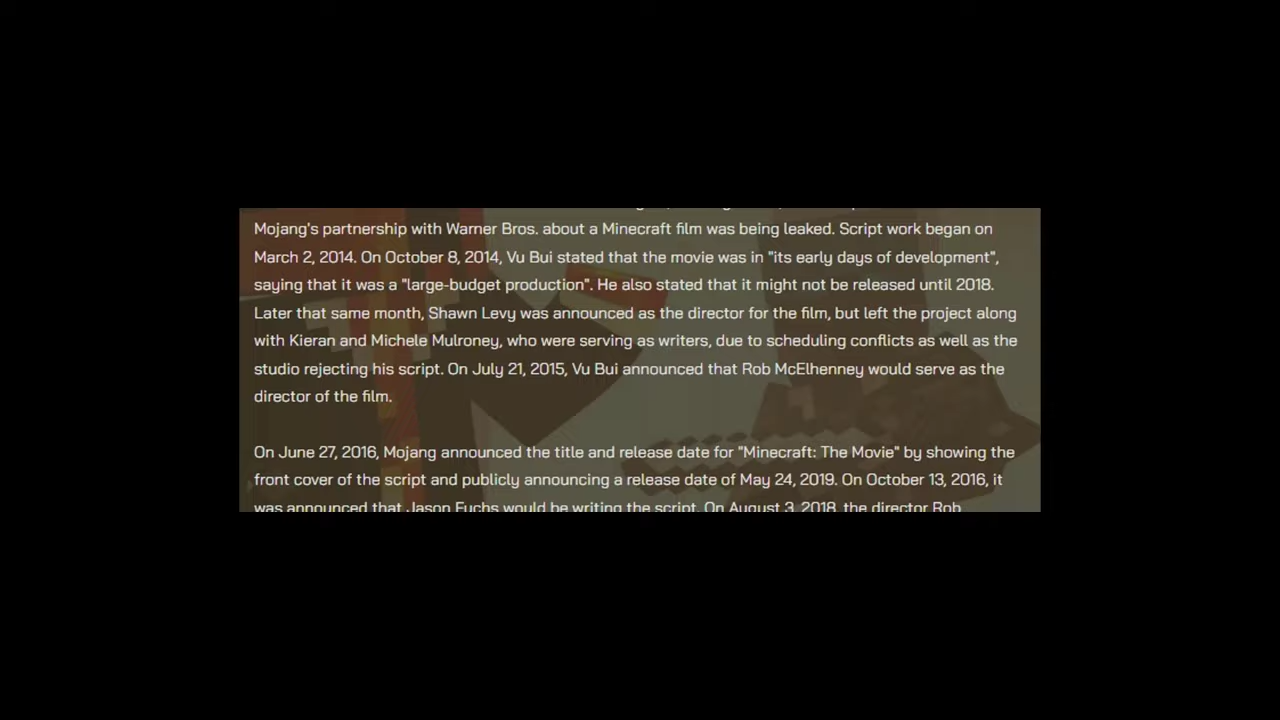 Mojang's partnership with Warner Bros. about a Minecraft film was being leaked. Script work began on
March 2, 2014. On October 8, 2014, Vu Bui stated that the movie was in "its early days of development",
saying that it was a "large-budget production". He also stated that it might not be released until 2018.
Later that same month, Shawn Levy was announced as the director for the film, but left the project along
with Kieran and Michele Mulroney, who were serving as writers, due to scheduling conflicts as well as the
studio rejecting his script. On July 21, 2015, Vu Bui announced that Rob McElhenney would serve as the
director of the film.
On June 27, 2016, Mojang announced the title and release date for "Minecraft: The Movie" by showing the
front cover of the script and publicly announcing a release date of May 24, 2019. On October 13, 2016, it
was announced that Jason Fuchs would be writing the script. On August 3, 2018, the director Rob